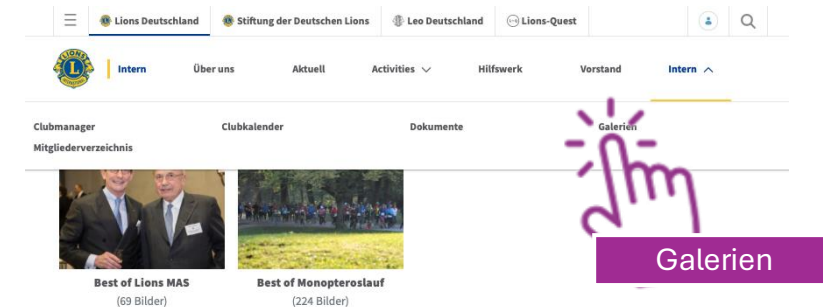 Lions Deutschland Stiftung der Deutschen Lions Leo Deutschland Lions-Quest
Intern Über uns Aktuell Activities Hilfswerk Vorstand Intern
Clubmanager Clubkalender Dokumente Galerien
Mitgliederverzeichnis
Galerien
Best of Lions MAS Best of Monopteroslauf
(69 Bilder) (224 Bilder)